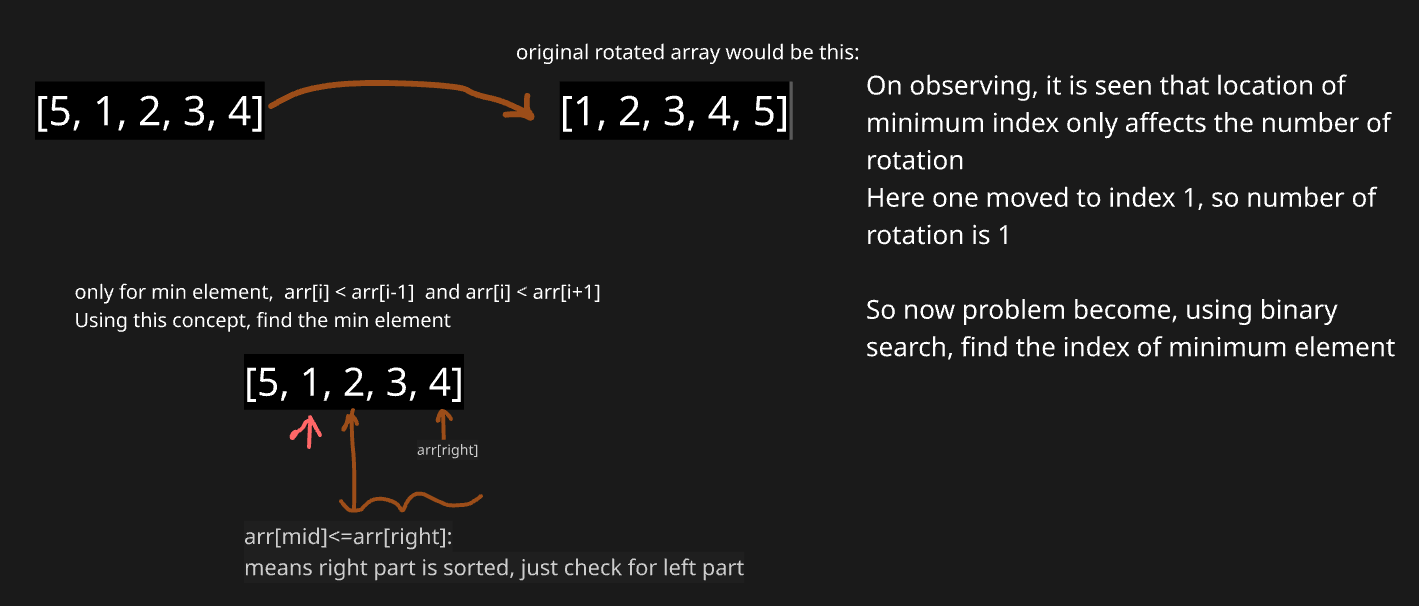 original rotated array would be this:
[5, 1, 2, 3, 4]
[1, 2, 3, 4, 5]
On observing, it is seen that location of
minimum index only affects the number of
rotation
Here one moved to index 1, so number of
rotation is 1
So now problem become, using binary
search, find the index of minimum element
only for min element,  arr[i] < arr[i-1]  and arr[i] < arr[i+1]
Using this concept, find the min element
[5, 1, 2, 3, 4]
arr[right]
arr[mid]<=arr[right]:
means right part is sorted, just check for left part